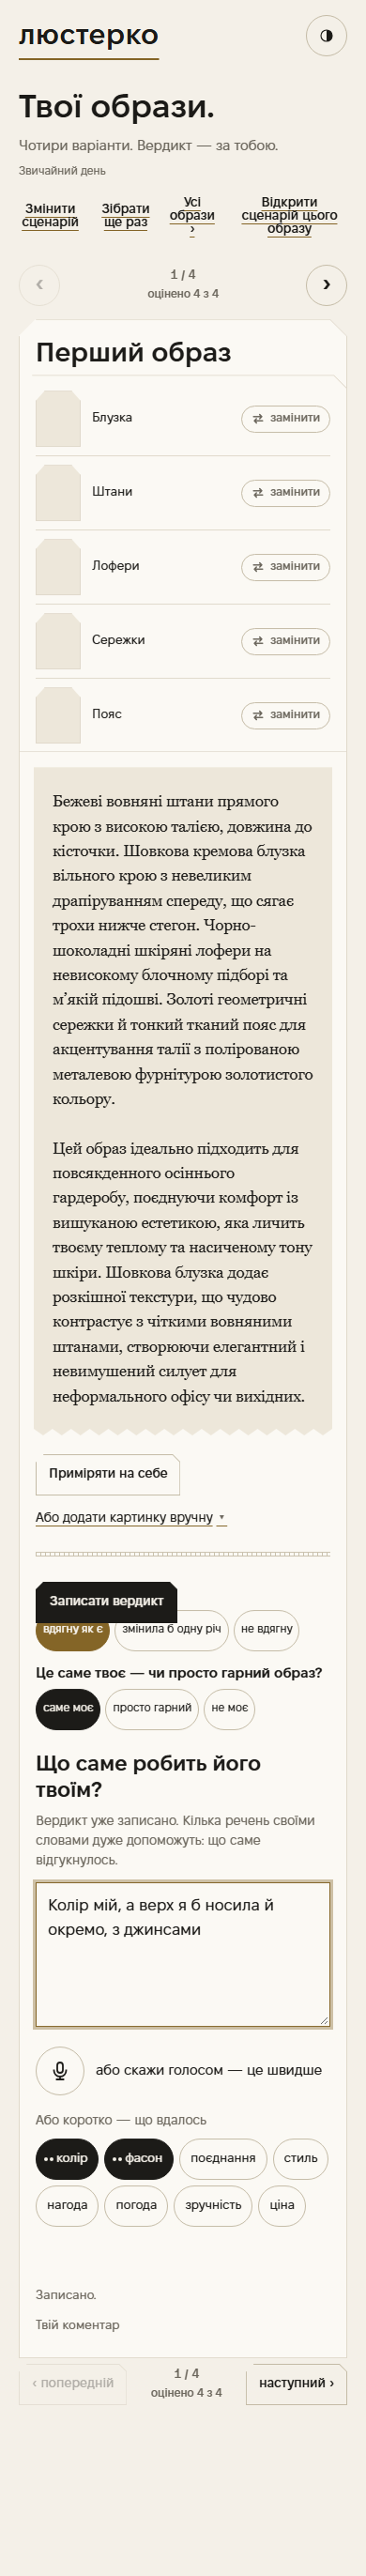 люстерко
Твої образи.
Чотири варіанти. Вердикт — за тобою.
Звичайний день
Змінити
сценарій
Зібрати
ще раз
Усі
образи
›
Відкрити
сценарій цього
образу
‹
1 / 4
оцінено 4 з 4
›
Перший образ
Блузка
⇄ замінити
Штани
⇄ замінити
Лофери
⇄ замінити
Сережки
⇄ замінити
Пояс
⇄ замінити
Бежеві вовняні штани прямого
крою з високою талією, довжина до
кісточки. Шовкова кремова блузка
вільного крою з невеликим
драпіруванням спереду, що сягає
трохи нижче стегон. Чорно-
шоколадні шкіряні лофери на
невисокому блочному підборі та
м’якій підошві. Золоті геометричні
сережки й тонкий тканий пояс для
акцентування талії з полірованою
металевою фурнітурою золотистого
кольору.
Цей образ ідеально підходить для
повсякденного осіннього
гардеробу, поєднуючи комфорт із
вишуканою естетикою, яка личить
твоєму теплому та насиченому тону
шкіри. Шовкова блузка додає
розкішної текстури, що чудово
контрастує з чіткими вовняними
штанами, створюючи елегантний і
невимушений силует для
неформального офісу чи вихідних.
Приміряти на себе
Або додати картинку вручну
Записати вердикт
вдягну як є
змінила б одну річ
не вдягну
Це саме твоє — чи просто гарний образ?
саме моє
просто гарний
не моє
Що саме робить його
твоїм?
Вердикт уже записано. Кілька речень своїми
словами дуже допоможуть: що саме
відгукнулось.
Колір мій, а верх я б носила й
окремо, з джинсами
або скажи голосом — це швидше
Або коротко — що вдалось
колір
фасон
поєднання
стиль
нагода
погода
зручність
ціна
Записано.
Твій коментар
‹ попередній
1 / 4
оцінено 4 з 4
наступний ›